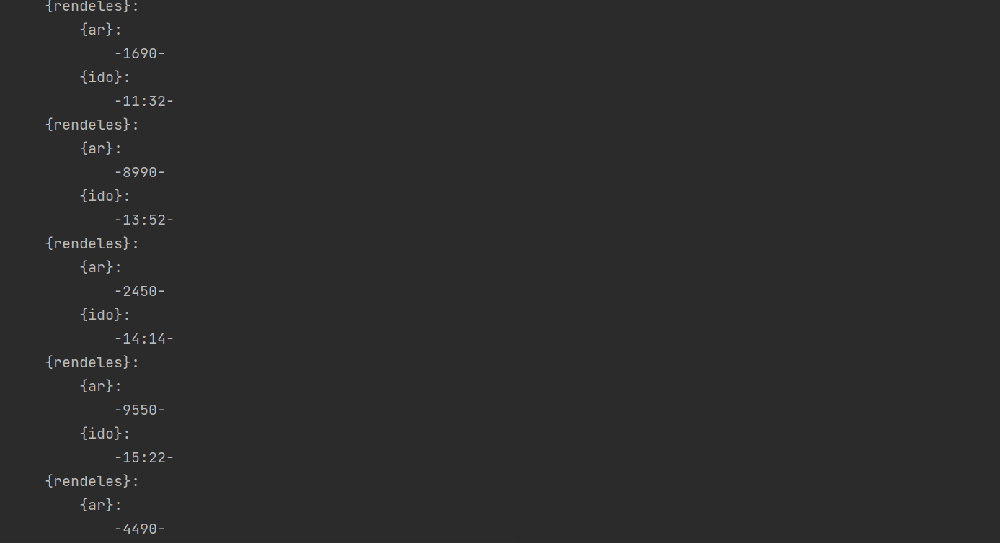 {rendeles}:
{ar}:
-1690-
{ido}:
-11:32-
{rendeles}:
{ar}:
-8990-
{ido}:
-13:52-
{rendeles}:
{ar}:
-2450-
{ido}:
-14:14-
{rendeles}:
{ar}:
-9550-
{ido}:
-15:22-
{rendeles}:
{ar}:
-4490-